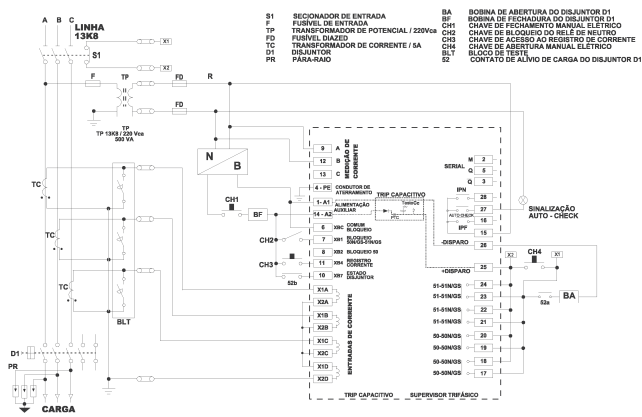 A B C
LINHA
13K8
S1
X1
X2
F
TP
FD
R
FD
TP
TP 13K8 / 220 Vca
500 VA
S1 SECIONADOR DE ENTRADA
F FUSÍVEL DE ENTRADA
TP TRANSFORMADOR DE POTENCIAL / 220Vca
FD FUSÍVEL DIAZED
TC TRANSFORMADOR DE CORRENTE / 5A
D1 DISJUNTOR
PR PÁRA-RAIO
BA BOBINA DE ABERTURA DO DISJUNTOR D1
BF BOBINA DE FECHADURA DO DISJUNTOR D1
CH1 CHAVE DE FECHAMENTO MANUAL ELÉTRICO
CH2 CHAVE DE BLOQUEIO DO RELÊ DE NEUTRO
CH3 CHAVE DE ACESSO AO REGISTRO DE CORRENTE
CH4 CHAVE DE ABERTURA MANUAL ELÉTRICO
BLT BLOCO DE TESTE
52 CONTATO DE ALÍVIO DE CARGA DO DISJUNTOR D1
N
B
CH1
BF
CH2
CH3
52b
TC
TC
TC
BLT
D1
PR
CARGA
9 A
12 B
13 C
MEDIÇÃO DE
CORRENTE
4 - PE CONDUTOR DE
ATERRAMENTO
1- A1 ALIMENTAÇÃO
14 - A2 AUXILIAR
6 XBC COMUM
BLOQUEIO
7 XB1 BLOQUEIO
50N/GS-51N/GS
8 XB2 BLOQUEIO 50
11 XB4 REGISTRO
CORRENTE
10 XB7 ESTADO
DISJUNTOR
X1A
X2A
X1B
X2B
X1C
X2C
X1D
X2D
ENTRADAS DE CORRENTE
TRIP CAPACITIVO
PTC
SERIAL
M 2
Q 5
Q 3
IPN
28
AUTO-CHECK 27
16
IPF
15
-DISPARO 26
+DISPARO 25
51-51N/GS 24
51-51N/GS 23
51-51N/GS 22
51-51N/GS 21
50-50N/GS 20
50-50N/GS 19
50-50N/GS 18
50-50N/GS 17
SINALIZAÇÃO
AUTO - CHECK
X2
CH4
X1
52a
BA
TRIP CAPACITIVO
SUPERVISOR TRIFÁSICO